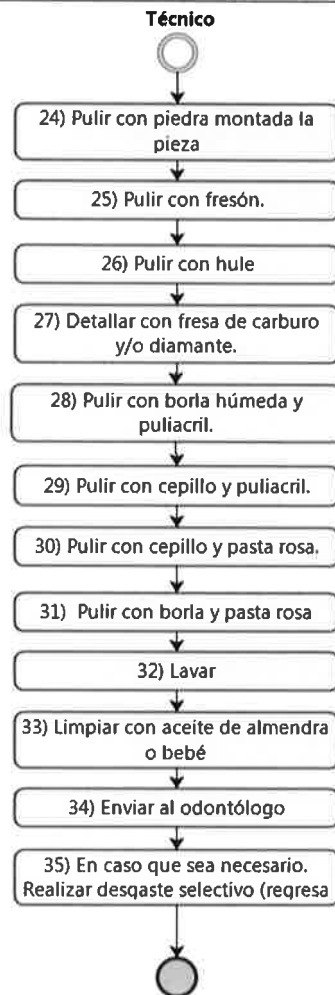 Técnico
24) Pulir con piedra montada la
pieza
25) Pulir con fresón.
26) Pulir con hule
27) Detallar con fresa de carburo
y/o diamante.
28) Pulir con borla húmeda y
puliacril.
29) Pulir con cepillo y puliacril.
30) Pulir con cepillo y pasta rosa.
31) Pulir con borla y pasta rosa
32) Lavar
33) Limpiar con aceite de almendra
o bebé
34) Enviar al odontólogo
35) En caso que sea necesario.
Realizar desgaste selectivo (regresa